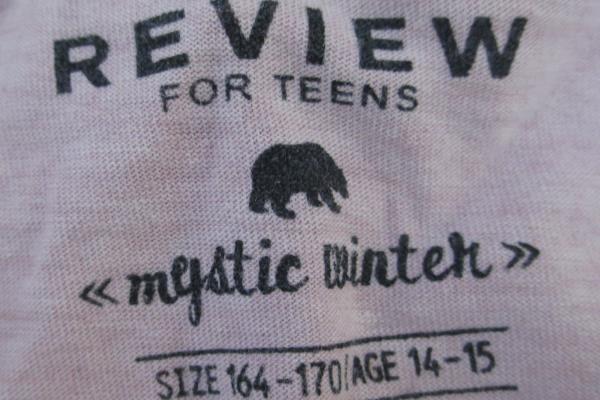 REVIEW
FOR TEENS
« mystic winter »
SIZE 164-170/AGE 14-15